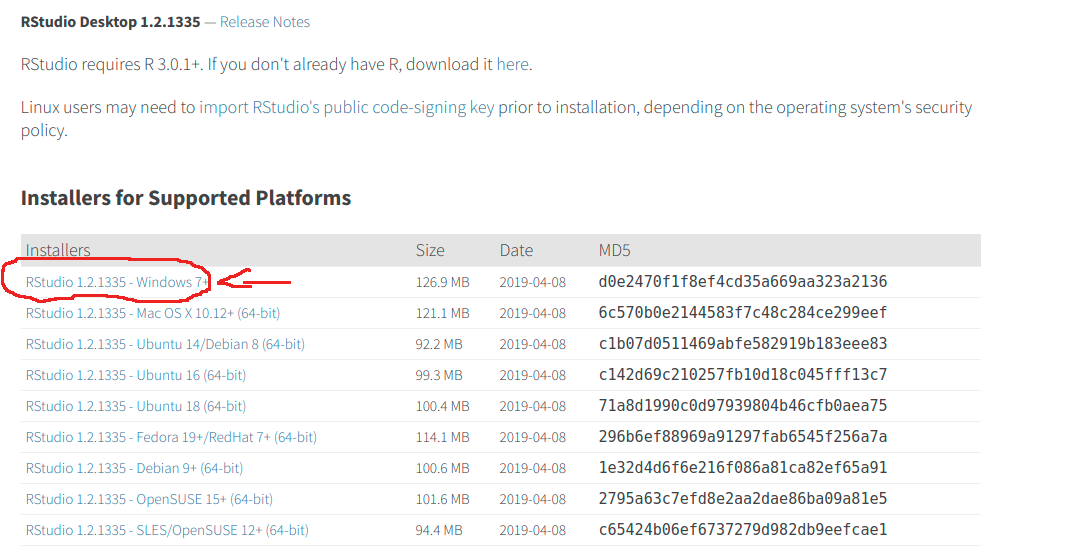 RStudio Desktop 1.2.1335 — Release Notes
RStudio requires R 3.0.1+. If you don't already have R, download it here.
Linux users may need to import RStudio's public code-signing key prior to installation, depending on the operating system's security
policy.
Installers for Supported Platforms
Installers Size Date MD5
RStudio 1.2.1335 - Windows 7+ 126.9 MB 2019-04-08 d0e2470f1f8ef4cd35a669aa323a2136
RStudio 1.2.1335 - Mac OS X 10.12+ (64-bit) 121.1 MB 2019-04-08 6c570b0e2144583f7c48c284ce299eef
RStudio 1.2.1335 - Ubuntu 14/Debian 8 (64-bit) 92.2 MB 2019-04-08 c1b07d0511469abfe582919b183eee83
RStudio 1.2.1335 - Ubuntu 16 (64-bit) 99.3 MB 2019-04-08 c142d69c210257fb10d18c045fff13c7
RStudio 1.2.1335 - Ubuntu 18 (64-bit) 100.4 MB 2019-04-08 71a8d1990c0d97939804b46cfb0aea75
RStudio 1.2.1335 - Fedora 19+/RedHat 7+ (64-bit) 114.1 MB 2019-04-08 296b6ef88969a91297fab6545f256a7a
RStudio 1.2.1335 - Debian 9+ (64-bit) 100.6 MB 2019-04-08 1e32d4d6f6e216f086a81ca82ef65a91
RStudio 1.2.1335 - OpenSUSE 15+ (64-bit) 101.6 MB 2019-04-08 2795a63c7efd8e2aa2dae86ba09a81e5
RStudio 1.2.1335 - SLES/OpenSUSE 12+ (64-bit) 94.4 MB 2019-04-08 c65424b06ef6737279d982db9eefcae1